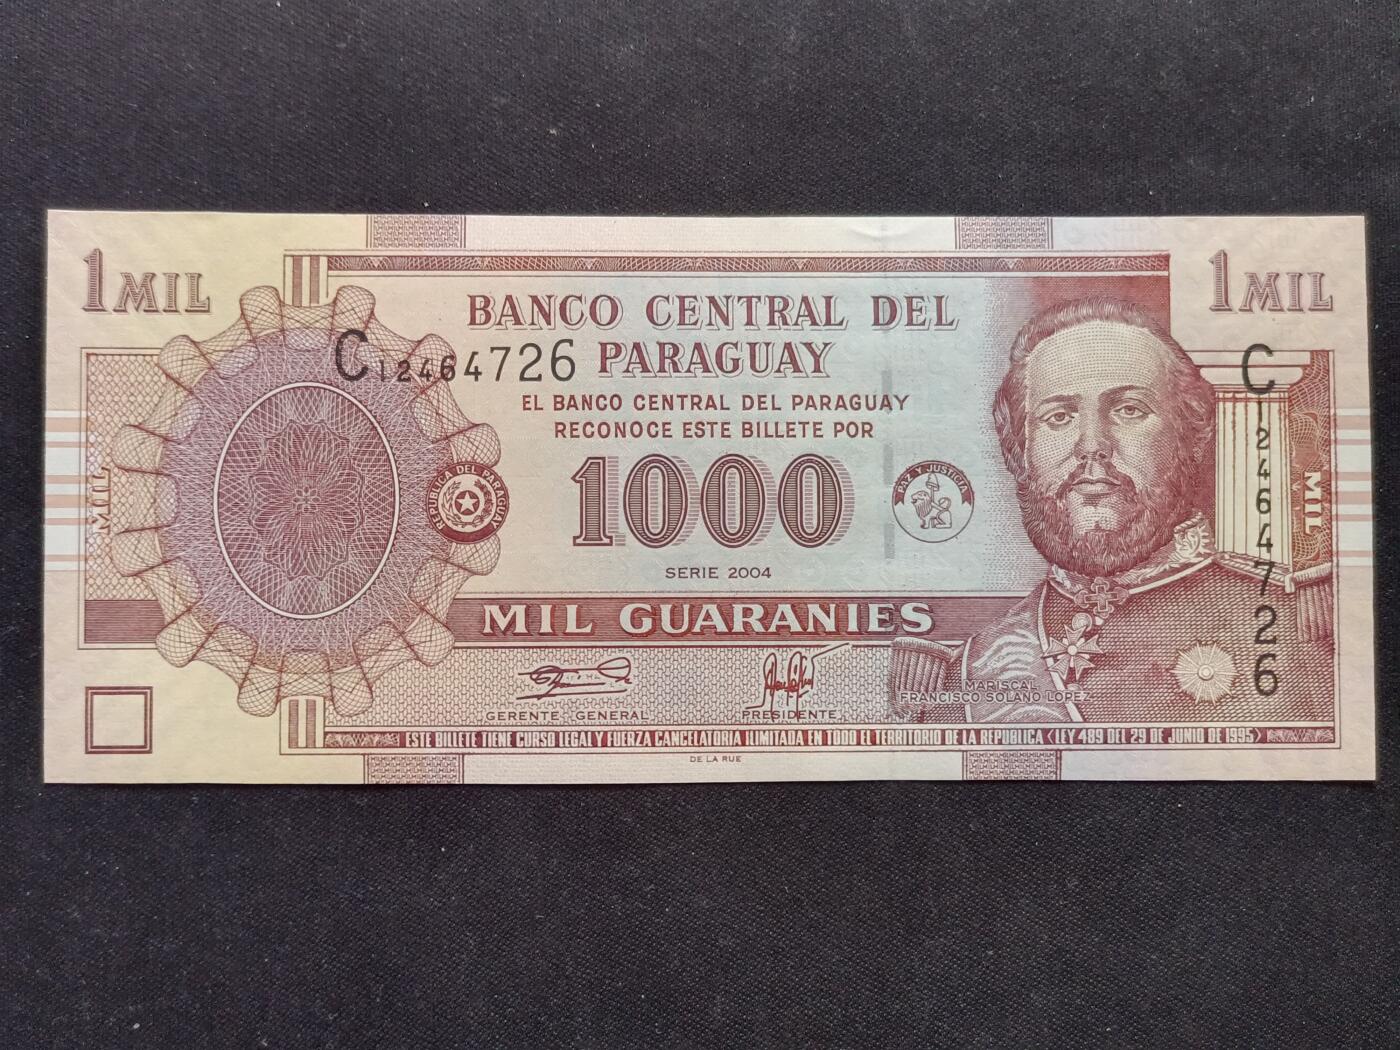 1 MIL
1 MIL
BANCO CENTRAL DEL
PARAGUAY
C12464726
EL BANCO CENTRAL DEL PARAGUAY
RECONOCE ESTE BILLETE POR
1000
REPUBLICA DEL PARAGUAY
PAZ Y JUSTICIA
C12464726
MIL
MIL
SERIE 2004
MIL GUARANIES
MARISCAL
FRANCISCO SOLANO LOPEZ
GERENTE GENERAL
PRESIDENTE
ESTE BILLETE TIENE CURSO LEGAL Y FUERZA CANCELATORIA ILIMITADA EN TODO EL TERRITORIO DE LA REPUBLICA (LEY 489 DEL 29 DE JUNIO DE 1995)
DE LA RUE